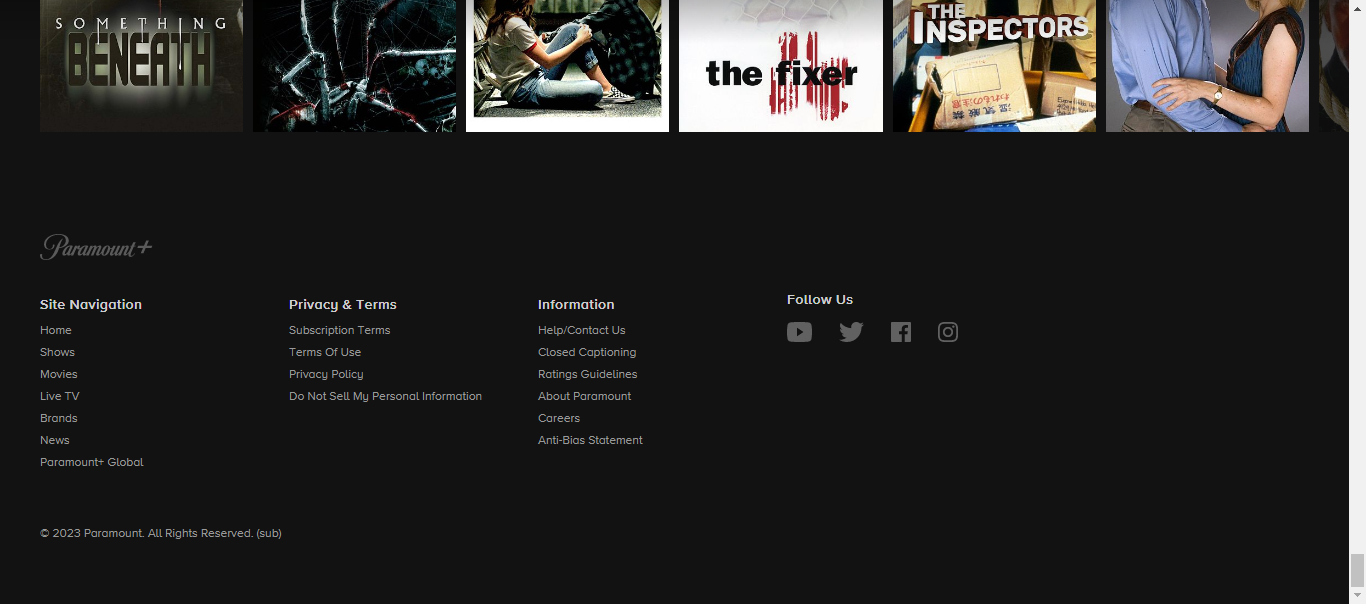 SOMETHING
BENEATH
the fixer
THE
INSPECTORS
Paramount+
Site Navigation
Home
Shows
Movies
Live TV
Brands
News
Paramount+ Global
Privacy & Terms
Subscription Terms
Terms Of Use
Privacy Policy
Do Not Sell My Personal Information
Information
Help/Contact Us
Closed Captioning
Ratings Guidelines
About Paramount
Careers
Anti-Bias Statement
Follow Us
© 2023 Paramount. All Rights Reserved. (sub)